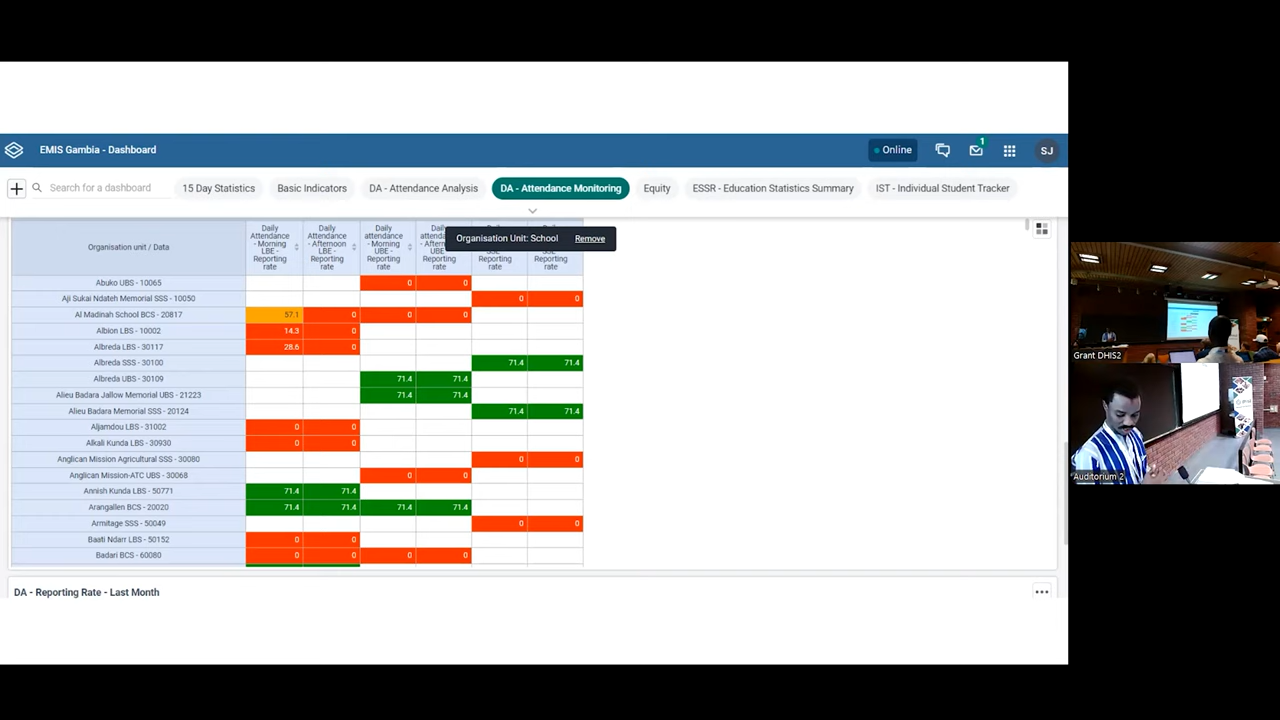 EMIS Gambia - Dashboard
Online
1
SJ
Search for a dashboard
15 Day Statistics
Basic Indicators
DA - Attendance Analysis
DA - Attendance Monitoring
Equity
ESSR - Education Statistics Summary
IST - Individual Student Tracker
Organisation Unit: School Remove
Organisation unit / Data
Daily Attendance - Morning LBE - Reporting rate
Daily Attendance - Afternoon LBE - Reporting rate
Daily attendance - Morning UBE - Reporting rate
Daily Reporting rate
Reporting rate
Reporting rate
Abuko UBS - 10065 0 0
Aji Sukai Ndateh Memorial SSS - 10050 0 0
Al Madinah School BCS - 20817 57.1 0 0 0
Albion LBS - 10002 14.3 0
Albreda LBS - 30117 28.6 0
Albreda SSS - 30100 71.4 71.4
Albreda UBS - 30109 71.4 71.4
Alieu Badara Jallow Memorial UBS - 21223 71.4 71.4
Alieu Badara Memorial SSS - 20124 71.4 71.4
Aljamdou LBS - 31002 0 0
Alkali Kunda LBS - 30930 0 0
Anglican Mission Agricultural SSS - 30080 0 0
Anglican Mission-ATC UBS - 30068 0 0
Annish Kunda LBS - 50771 71.4 71.4
Arangallen BCS - 20020 71.4 71.4 71.4 71.4
Armitage SSS - 50049 0 0
Baati Ndarr LBS - 50152 0 0
Badari BCS - 60080 0 0 0 0
DA - Reporting Rate - Last Month
Grant DHIS2
Auditorium 2